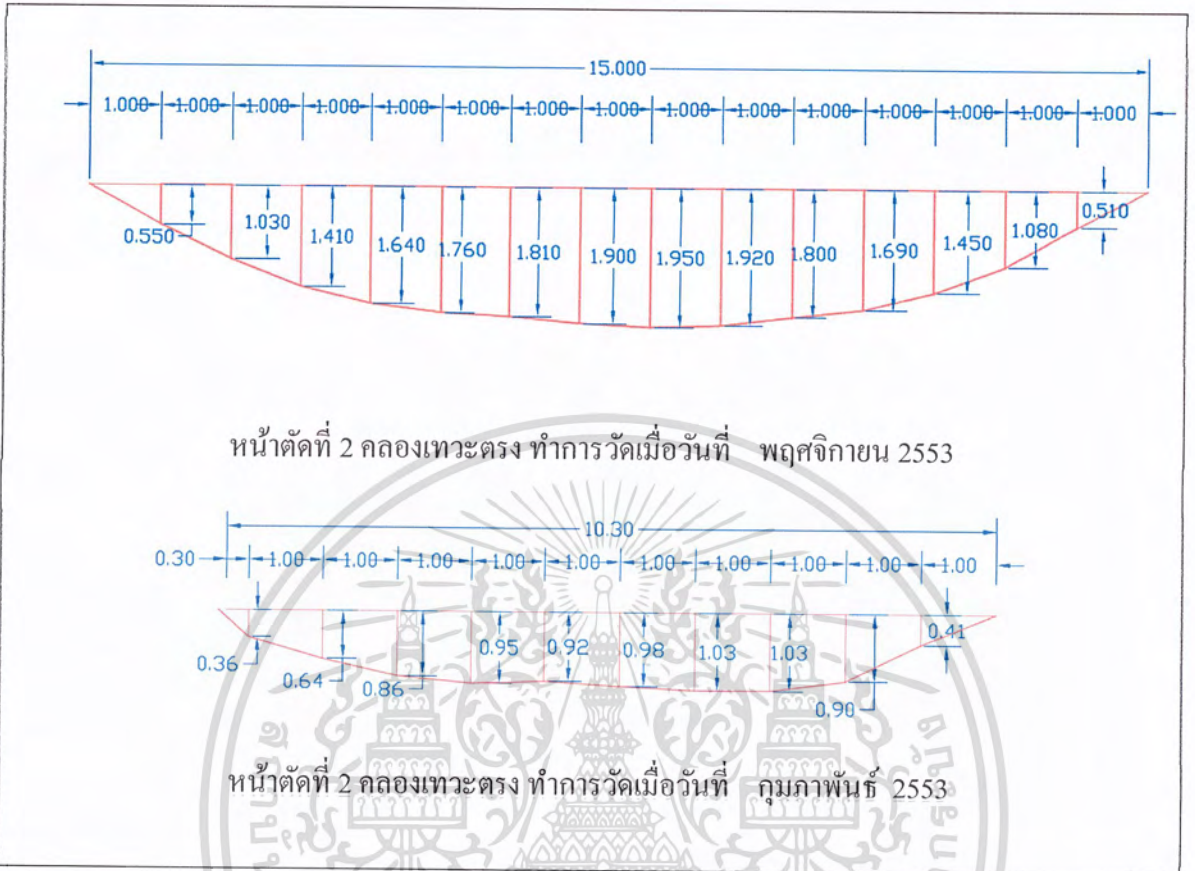 15.000
1.000 1.000 1.000 1.000 1.000 1.000 1.000 1.000 1.000 1.000 1.000 1.000 1.000 1.000 1.000
0.550 1.030 1.410 1.640 1.760 1.810 1.900 1.950 1.920 1.800 1.690 1.450 1.080 0.510
หน้าตัดที่ 2 คลองเทวะตรง ทำการวัดเมื่อวันที่ พฤศจิกายน 2553
10.30
0.30 1.00 1.00 1.00 1.00 1.00 1.00 1.00 1.00 1.00 1.00
0.36 0.64 0.86 0.95 0.92 0.98 1.03 1.03 0.90 0.41
หน้าตัดที่ 2 คลองเทวะตรง ทำการวัดเมื่อวันที่ กุมภาพันธ์ 2553